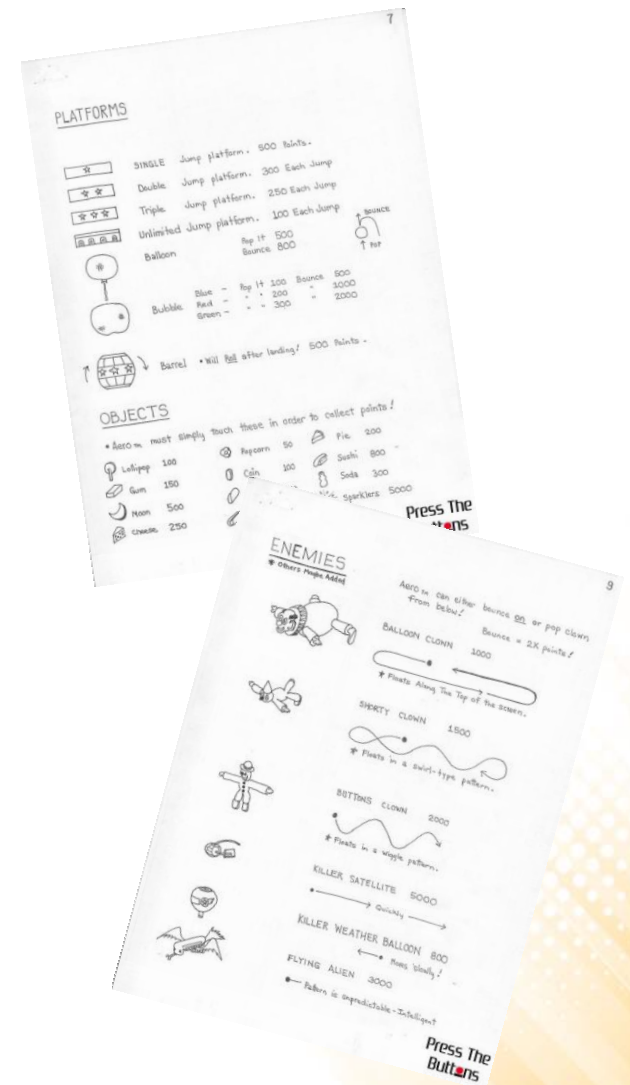 7
PLATFORMS
SINGLE Jump platform. 500 Points.
Double Jump platform. 300 Each Jump
Triple Jump platform. 250 Each Jump
Unlimited Jump platform. 100 Each Jump
Balloon Pop It 500
Bounce 800
BOUNCE
POP
Bubble Blue - Pop It 100 Bounce 500
Red - " " 200 " 1000
Green - " " 300 " 2000
Barrel • Will Roll after landing! 500 Points.
OBJECTS
• Aero must simply touch these in order to collect points!
Lollipop 100 Popcorn 50 Pie 200
Gum 150 Coin 100 Sushi 800
Moon 500 Soda 300
Cheese 250 Sparklers 5000
Press The
9
ENEMIES
Others Maybe Added
Aero can either bounce on or pop clown
from below! Bounce = 2X points!
BALLOON CLOWN 1000
* Floats Along The Top of the screen.
SHORTY CLOWN 1500
* Floats in a swirl-type pattern.
BUTTONS CLOWN 2000
* Floats in a wiggle pattern.
KILLER SATELLITE 5000
Quickly
KILLER WEATHER BALLOON 800
Moves slowly!
FLYING ALIEN 3000
Pattern is unpredictable - Intelligent
Press The
Buttons